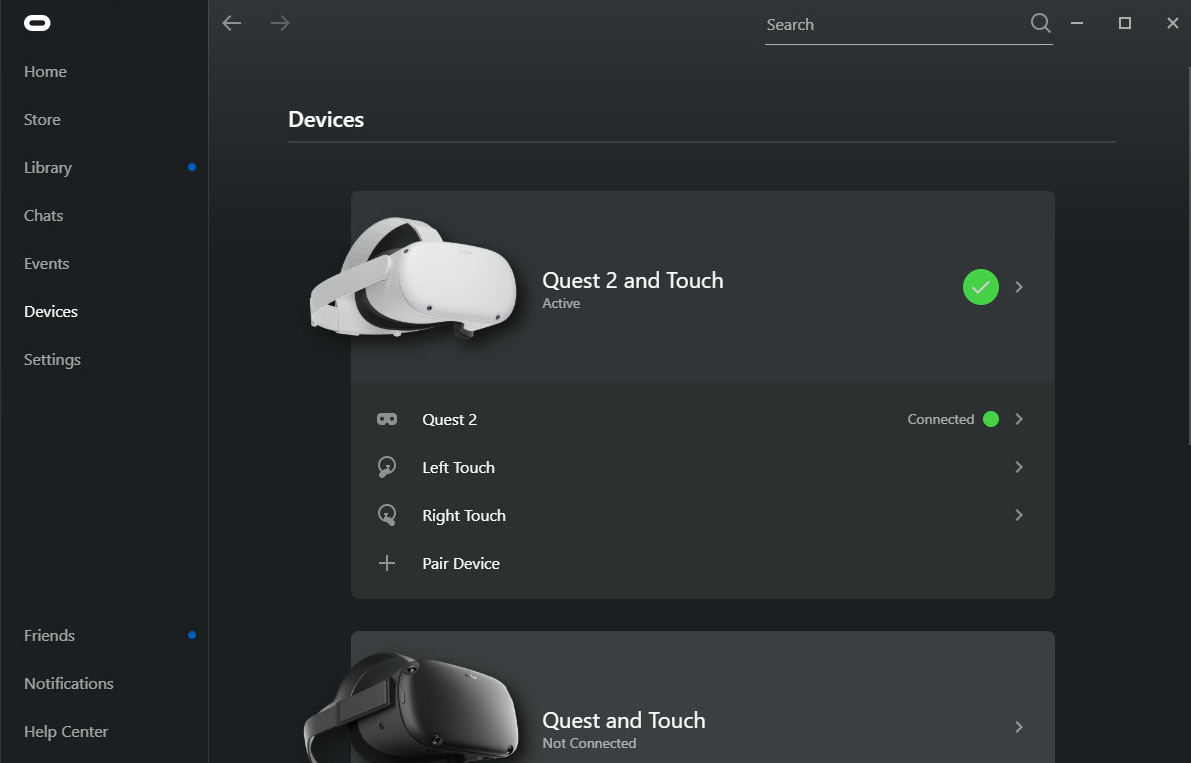 Search
Home
Store
Library
Chats
Events
Devices
Settings
Friends
Notifications
Help Center
Devices
Quest 2 and Touch
Active
Quest 2
Connected
Left Touch
Right Touch
Pair Device
Quest and Touch
Not Connected